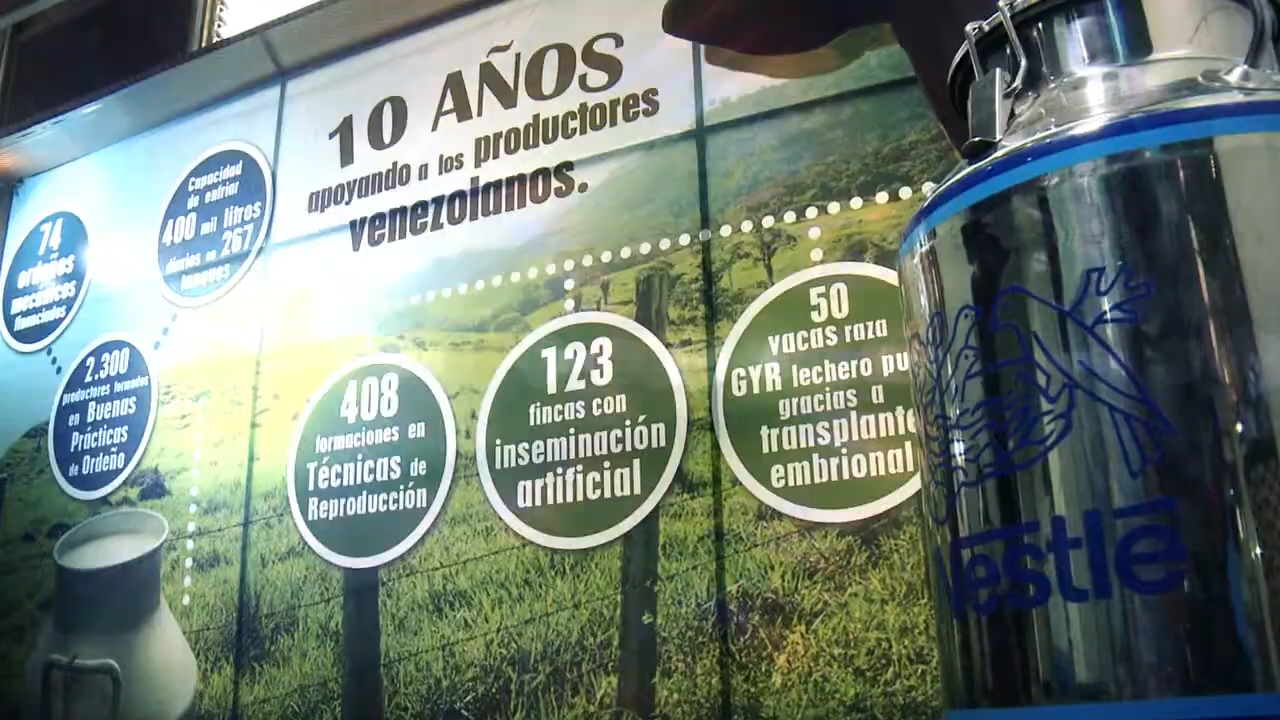 10 AÑOS
apoyando a los productores
venezolanos.
74
ordeños
mecánicos
financiados
Capacidad
de enfriar
400 mil litros
diarios en 267
tanques
2.300
productores formados
en Buenas
Prácticas
de Ordeño
408
formaciones en
Técnicas de
Reproducción
123
fincas con
inseminación
artificial
50
vacas raza
GYR lechero pu
gracias a
transplante
embrional
Nestlé